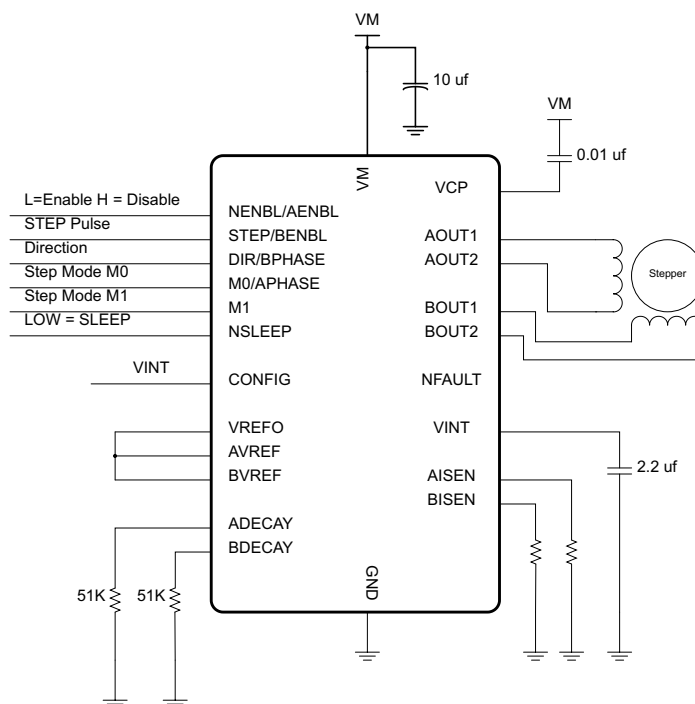 VM
10 uf
VM
0.01 uf
VM
VCP
L=Enable H = Disable
NENBL/AENBL
STEP Pulse
STEP/BENBL
AOUT1
Direction
DIR/BPHASE
AOUT2
Stepper
Step Mode M0
M0/APHASE
Step Mode M1
M1
BOUT1
LOW = SLEEP
NSLEEP
BOUT2
VINT
CONFIG
NFAULT
VREFO
VINT
AVREF
2.2 uf
BVREF
AISEN
BISEN
ADECAY
BDECAY
GND
51K
51K